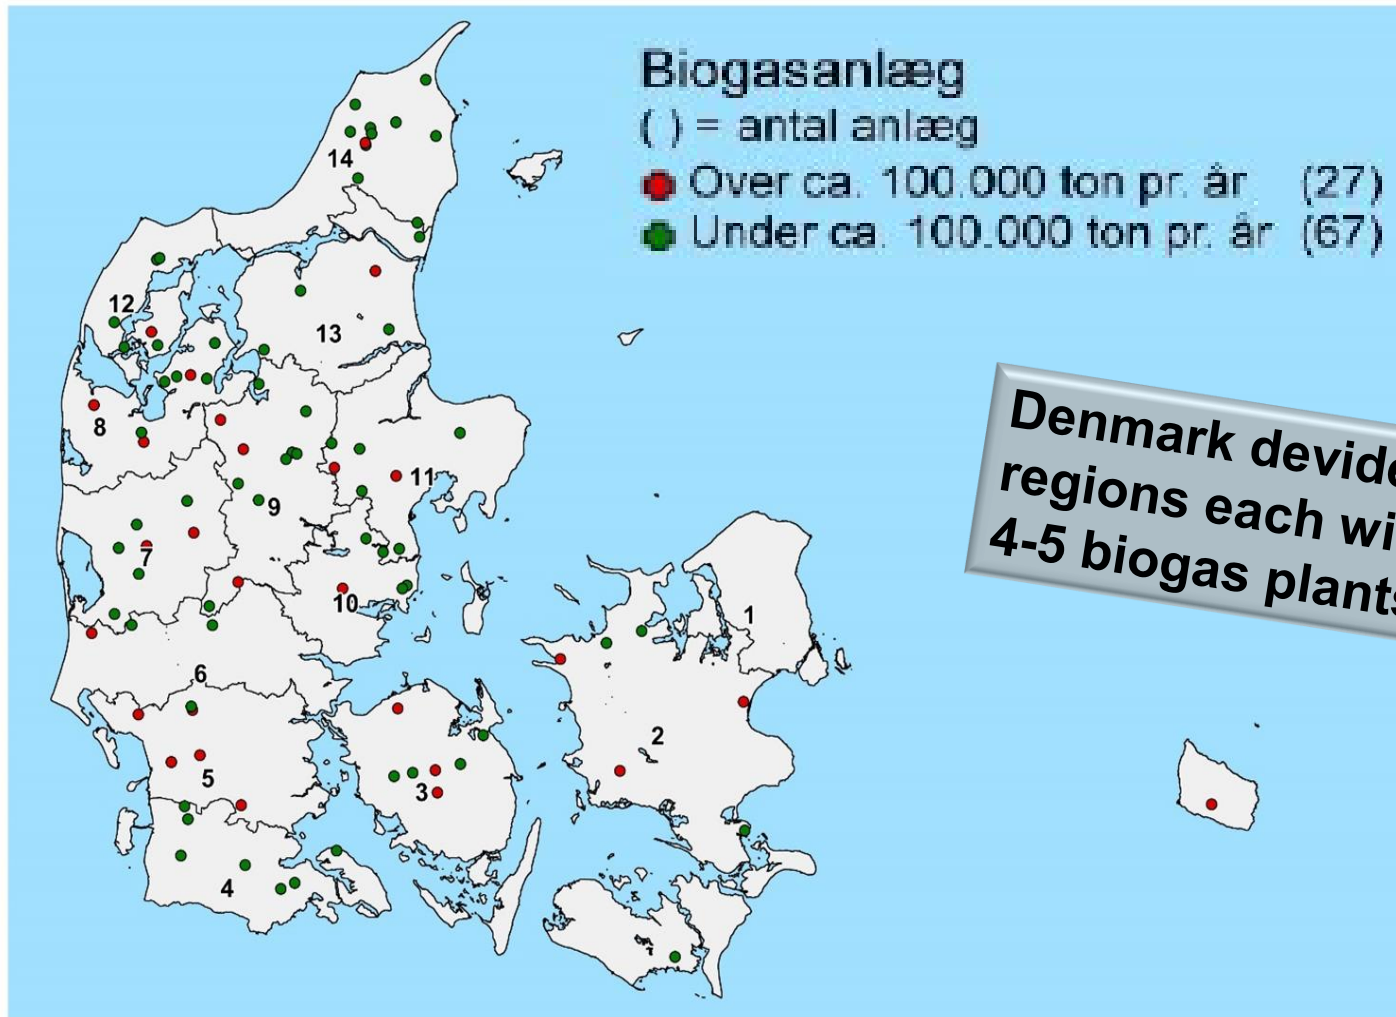 Biogasanlæg
( ) = antal anlæg
Over ca. 100.000 ton pr. år (27)
Under ca. 100.000 ton pr. år (67)
14
12
13
8
11
9
7
10
1
6
2
5
3
4
Denmark devide
regions each wi
4-5 biogas plants